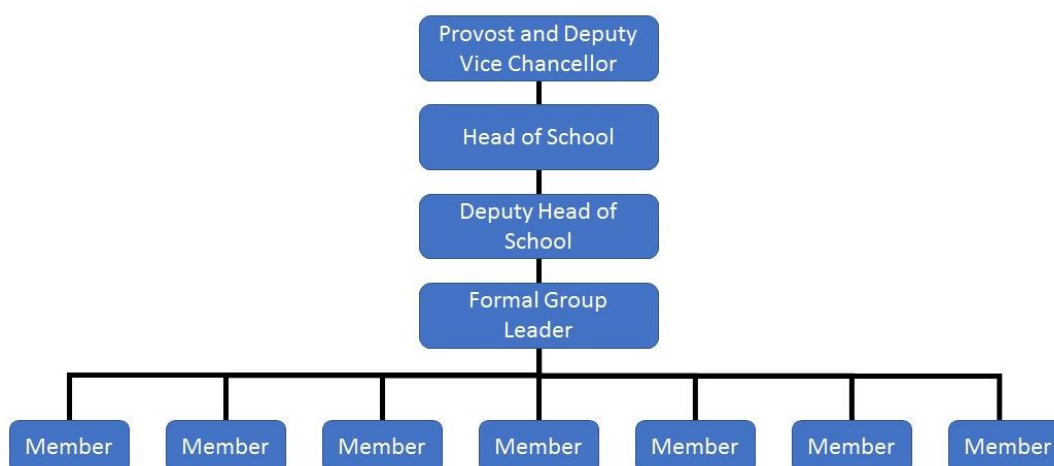 Provost and Deputy
Vice Chancellor
Head of School
Deputy Head of
School
Formal Group
Leader
Member
Member
Member
Member
Member
Member
Member